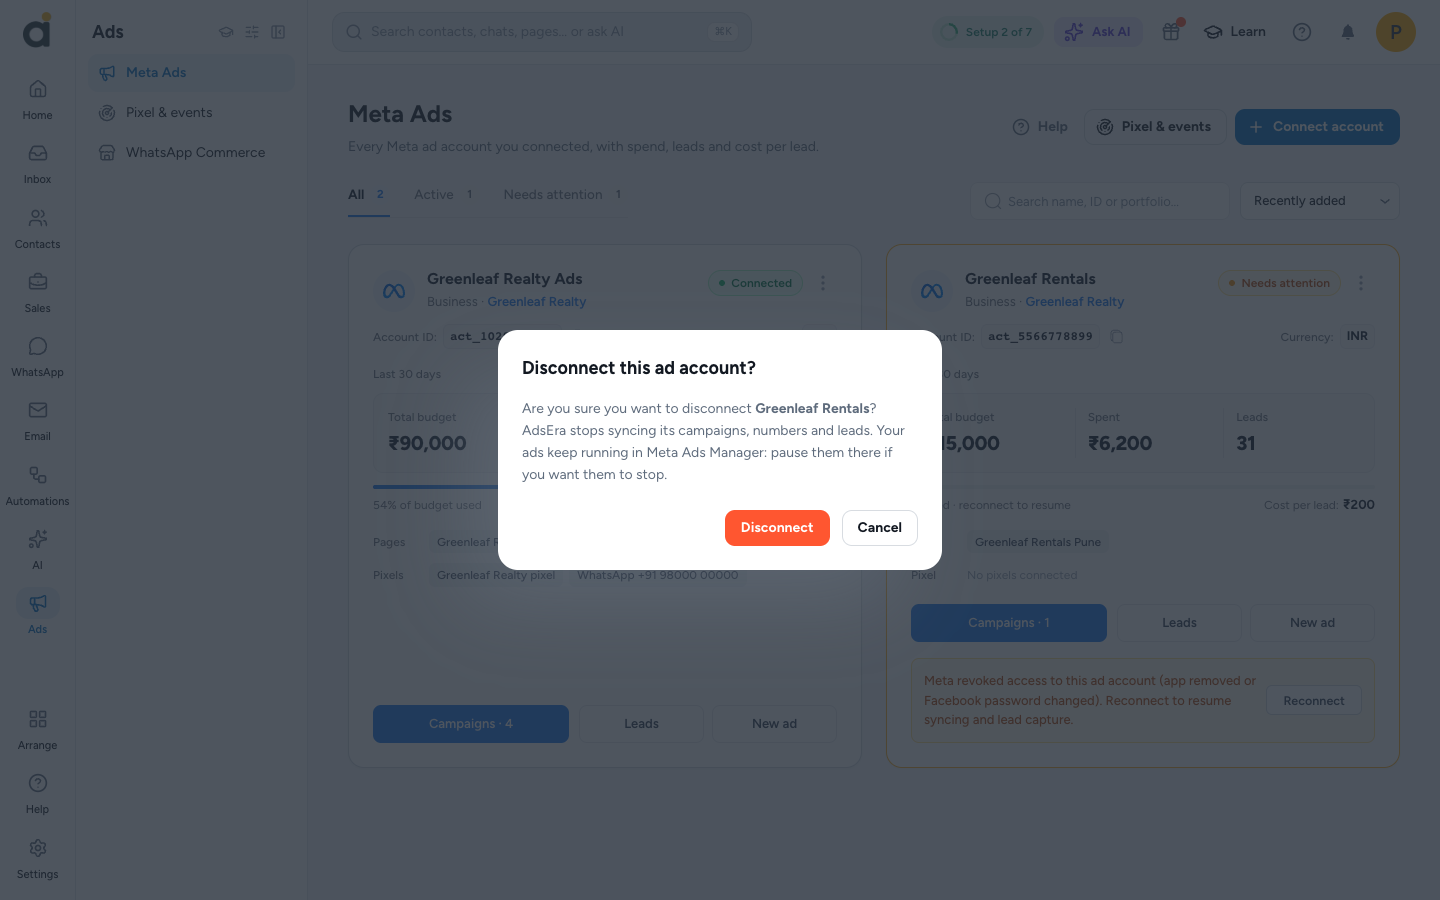 Ads
Search contacts, chats, pages... or ask AI
⌘K
Setup 2 of 7
Ask AI
Learn
P
Home
Inbox
Contacts
Sales
WhatsApp
Email
Automations
AI
Ads
Arrange
Help
Settings
Meta Ads
Pixel & events
WhatsApp Commerce
Meta Ads
Every Meta ad account you connected, with spend, leads and cost per lead.
Help
Pixel & events
Connect account
All 2
Active 1
Needs attention 1
Search name, ID or portfolio...
Recently added
Greenleaf Realty Ads
Business · Greenleaf Realty
Connected
Account ID:
Last 30 days
Total budget
₹90,000
54% of budget used
Pages
Pixels
Greenleaf Realty pixel
WhatsApp +91 98000 00000
Campaigns · 4
Leads
New ad
Greenleaf Rentals
Business · Greenleaf Realty
Needs attention
ID: act_5566778899
Currency: INR
days
budget
Spent
₹6,200
Leads
31
· reconnect to resume
Cost per lead: ₹200
Greenleaf Rentals Pune
Pixel
No pixels connected
Campaigns · 1
Leads
New ad
Meta revoked access to this ad account (app removed or
Facebook password changed). Reconnect to resume
syncing and lead capture.
Reconnect
Disconnect this ad account?
Are you sure you want to disconnect Greenleaf Rentals?
AdsEra stops syncing its campaigns, numbers and leads. Your
ads keep running in Meta Ads Manager: pause them there if
you want them to stop.
Disconnect
Cancel